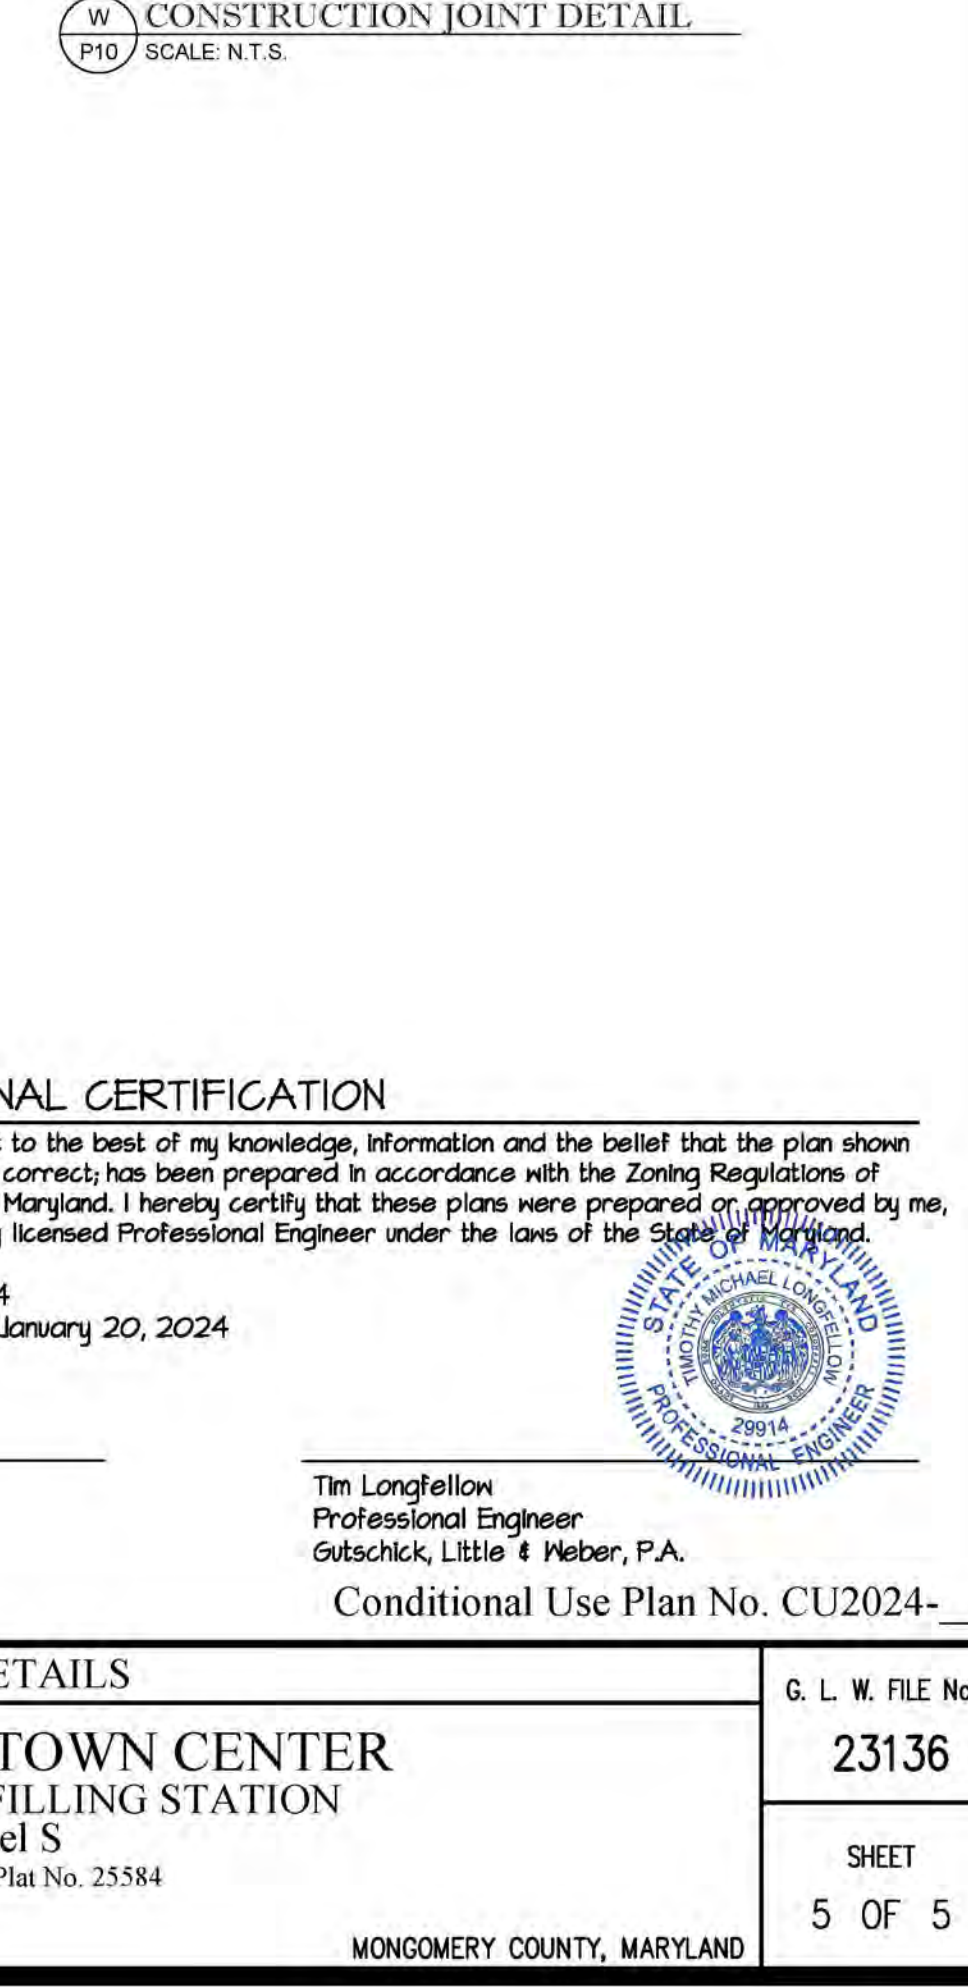 W CONSTRUCTION JOINT DETAIL
P10 SCALE: N.T.S.
NAL CERTIFICATION
to the best of my knowledge, information and the belief that the plan shown
correct; has been prepared in accordance with the Zoning Regulations of
Maryland. I hereby certify that these plans were prepared or approved by me,
licensed Professional Engineer under the laws of the State of Maryland.
4
January 20, 2024
STATE OF MARYLAND
TIMOTHY MICHAEL LONGFELLOW
29914
PROFESSIONAL ENGINEER
Tim Longfellow
Professional Engineer
Gutschick, Little & Weber, P.A.
Conditional Use Plan No. CU2024-
ETAILS
TOWN CENTER
FILLING STATION
el S
Plat No. 25584
MONGOMERY COUNTY, MARYLAND
G. L. W. FILE No
23136
SHEET
5 OF 5